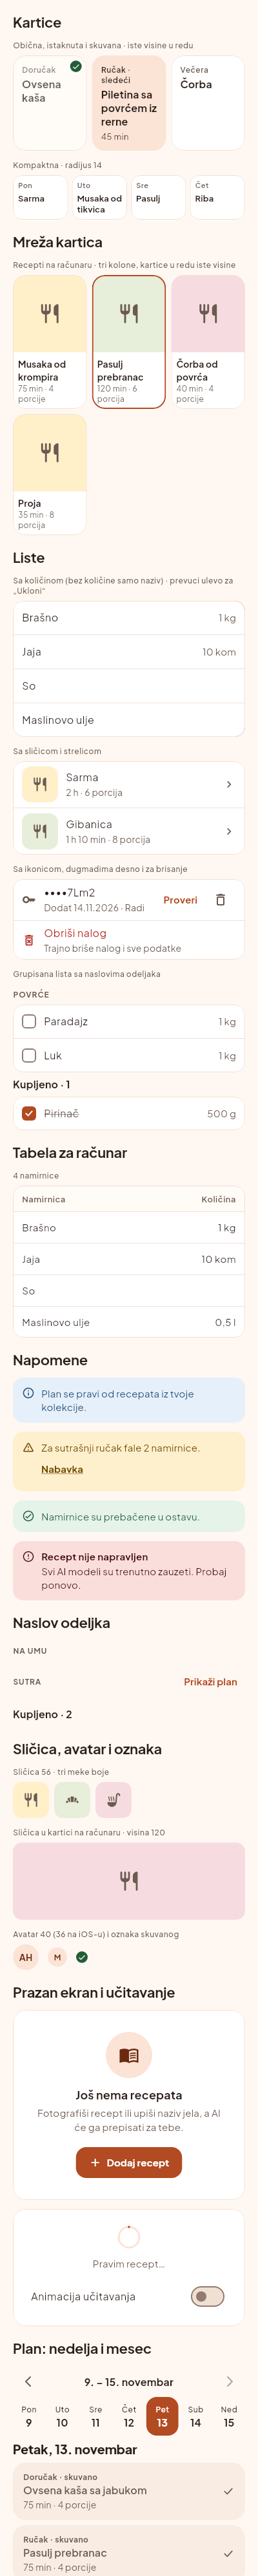 Kartice
Obična, istaknuta i skuvana · iste visine u redu
Doručak
Ovsena
kaša
Ručak ·
sledeći
Piletina sa
povrćem iz
rerne
45 min
Večera
Čorba
Kompaktna · radijus 14
Pon
Sarma
Uto
Musaka od
tikvica
Sre
Pasulj
Čet
Riba
Mreža kartica
Recepti na računaru · tri kolone, kartice u redu iste visine
Musaka od
krompira
75 min · 4
porcije
Pasulj
prebranac
120 min · 6
porcija
Čorba od
povrća
40 min · 4
porcije
Proja
35 min · 8
porcija
Liste
Sa količinom (bez količine samo naziv) · prevuci ulevo za
„Ukloni“
Brašno 1 kg
Jaja 10 kom
So
Maslinovo ulje
Sa sličicom i strelicom
Sarma
2 h · 6 porcija
Gibanica
1 h 10 min · 8 porcija
Sa ikonicom, dugmadima desno i za brisanje
••••7Lm2
Dodat 14.11.2026 · Radi
Proveri
Obriši nalog
Trajno briše nalog i sve podatke
Grupisana lista sa naslovima odeljaka
POVRĆE
Paradajz 1 kg
Luk 1 kg
Kupljeno · 1
Pirinač 500 g
Tabela za računar
4 namirnice
Namirnica Količina
Brašno 1 kg
Jaja 10 kom
So
Maslinovo ulje 0,5 l
Napomene
Plan se pravi od recepata iz tvoje
kolekcije.
Za sutrašnji ručak fale 2 namirnice.
Nabavka
Namirnice su prebačene u ostavu.
Recept nije napravljen
Svi AI modeli su trenutno zauzeti. Probaj
ponovo.
Naslov odeljka
NA UMU
SUTRA Prikaži plan
Kupljeno · 2
Sličica, avatar i oznaka
Sličica 56 · tri meke boje
Sličica u kartici na računaru · visina 120
Avatar 40 (36 na iOS-u) i oznaka skuvanog
AH M
Prazan ekran i učitavanje
Još nema recepata
Fotografiši recept ili upiši naziv jela, a AI
će ga prepisati za tebe.
Dodaj recept
Pravim recept…
Animacija učitavanja
Plan: nedelja i mesec
9. – 15. novembar
Pon Uto Sre Čet Pet Sub Ned
9 10 11 12 13 14 15
Petak, 13. novembar
Doručak · skuvano
Ovsena kaša sa jabukom
75 min · 4 porcije
Ručak · skuvano
Pasulj prebranac
75 min · 4 porcije